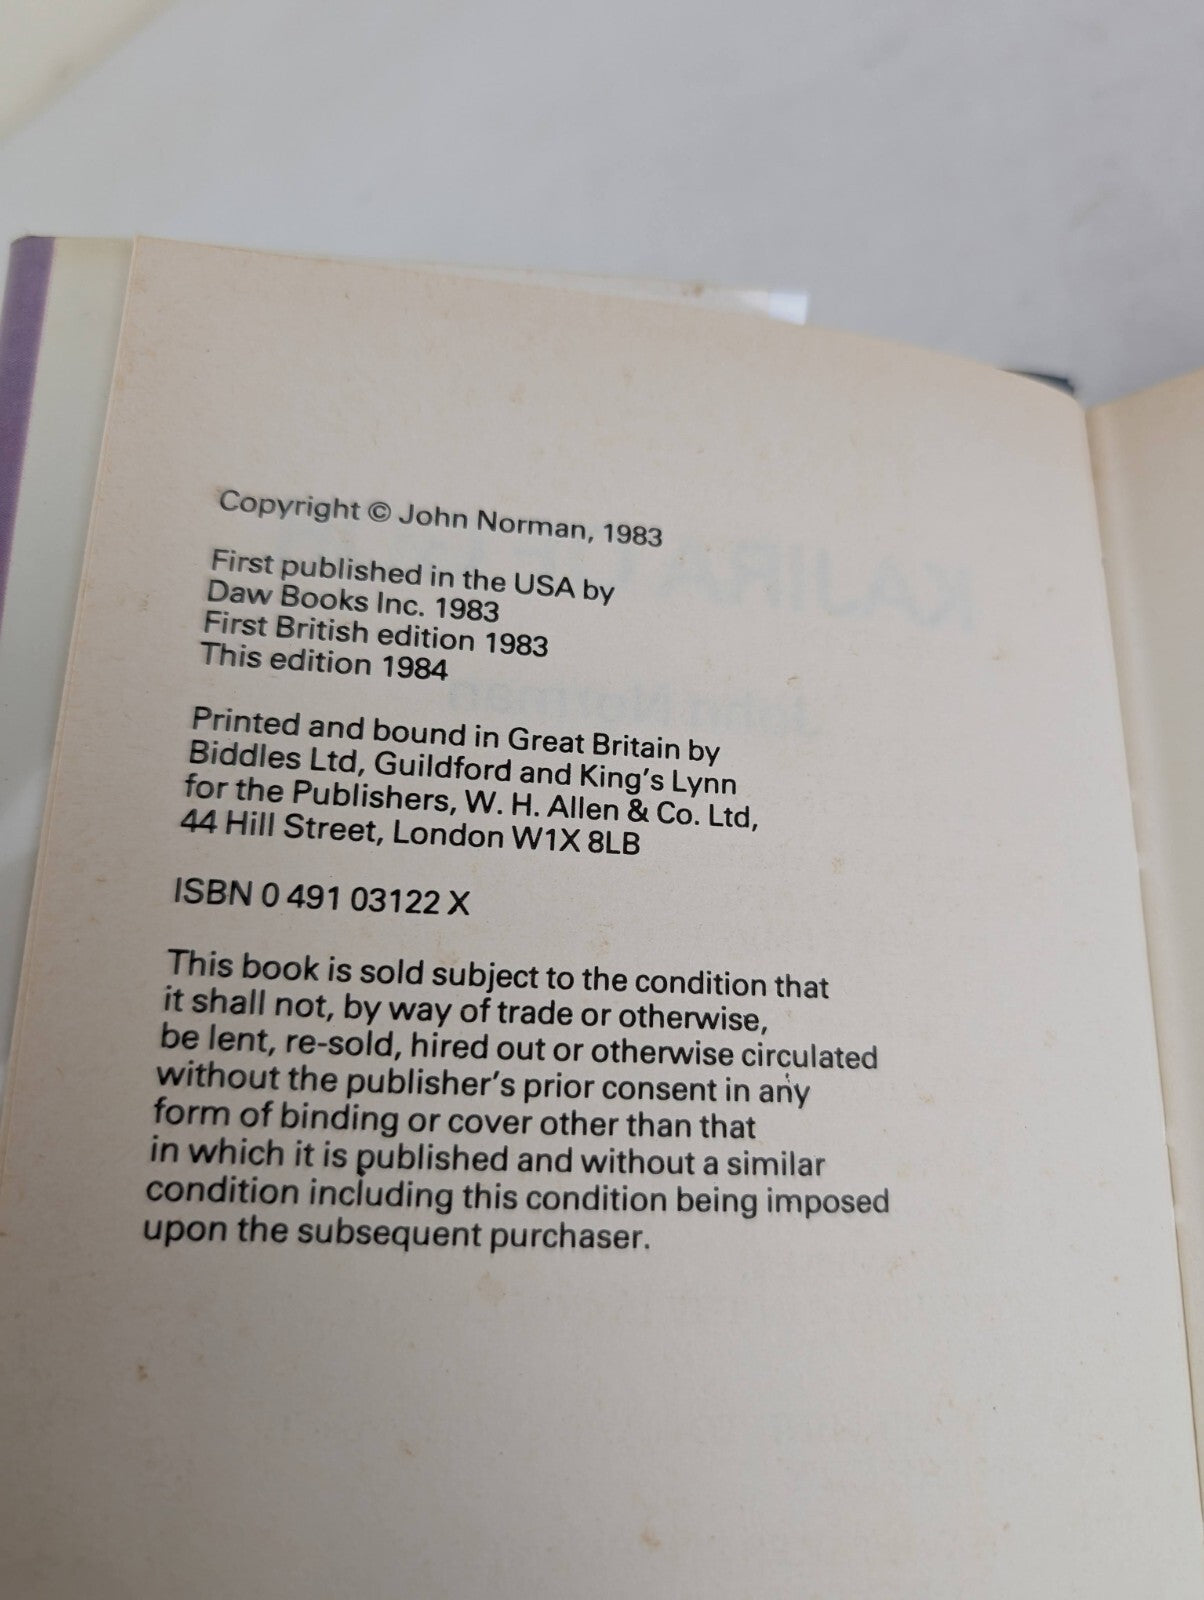 Copyright © John Norman, 1983
First published in the USA by
Daw Books Inc. 1983
First British edition 1983
This edition 1984
Printed and bound in Great Britain by
Biddles Ltd, Guildford and King's Lynn
for the Publishers, W. H. Allen & Co. Ltd,
44 Hill Street, London W1X 8LB
ISBN 0 491 03122 X
This book is sold subject to the condition that
it shall not, by way of trade or otherwise,
be lent, re-sold, hired out or otherwise circulated
without the publisher's prior consent in any
form of binding or cover other than that
in which it is published and without a similar
condition including this condition being imposed
upon the subsequent purchaser.